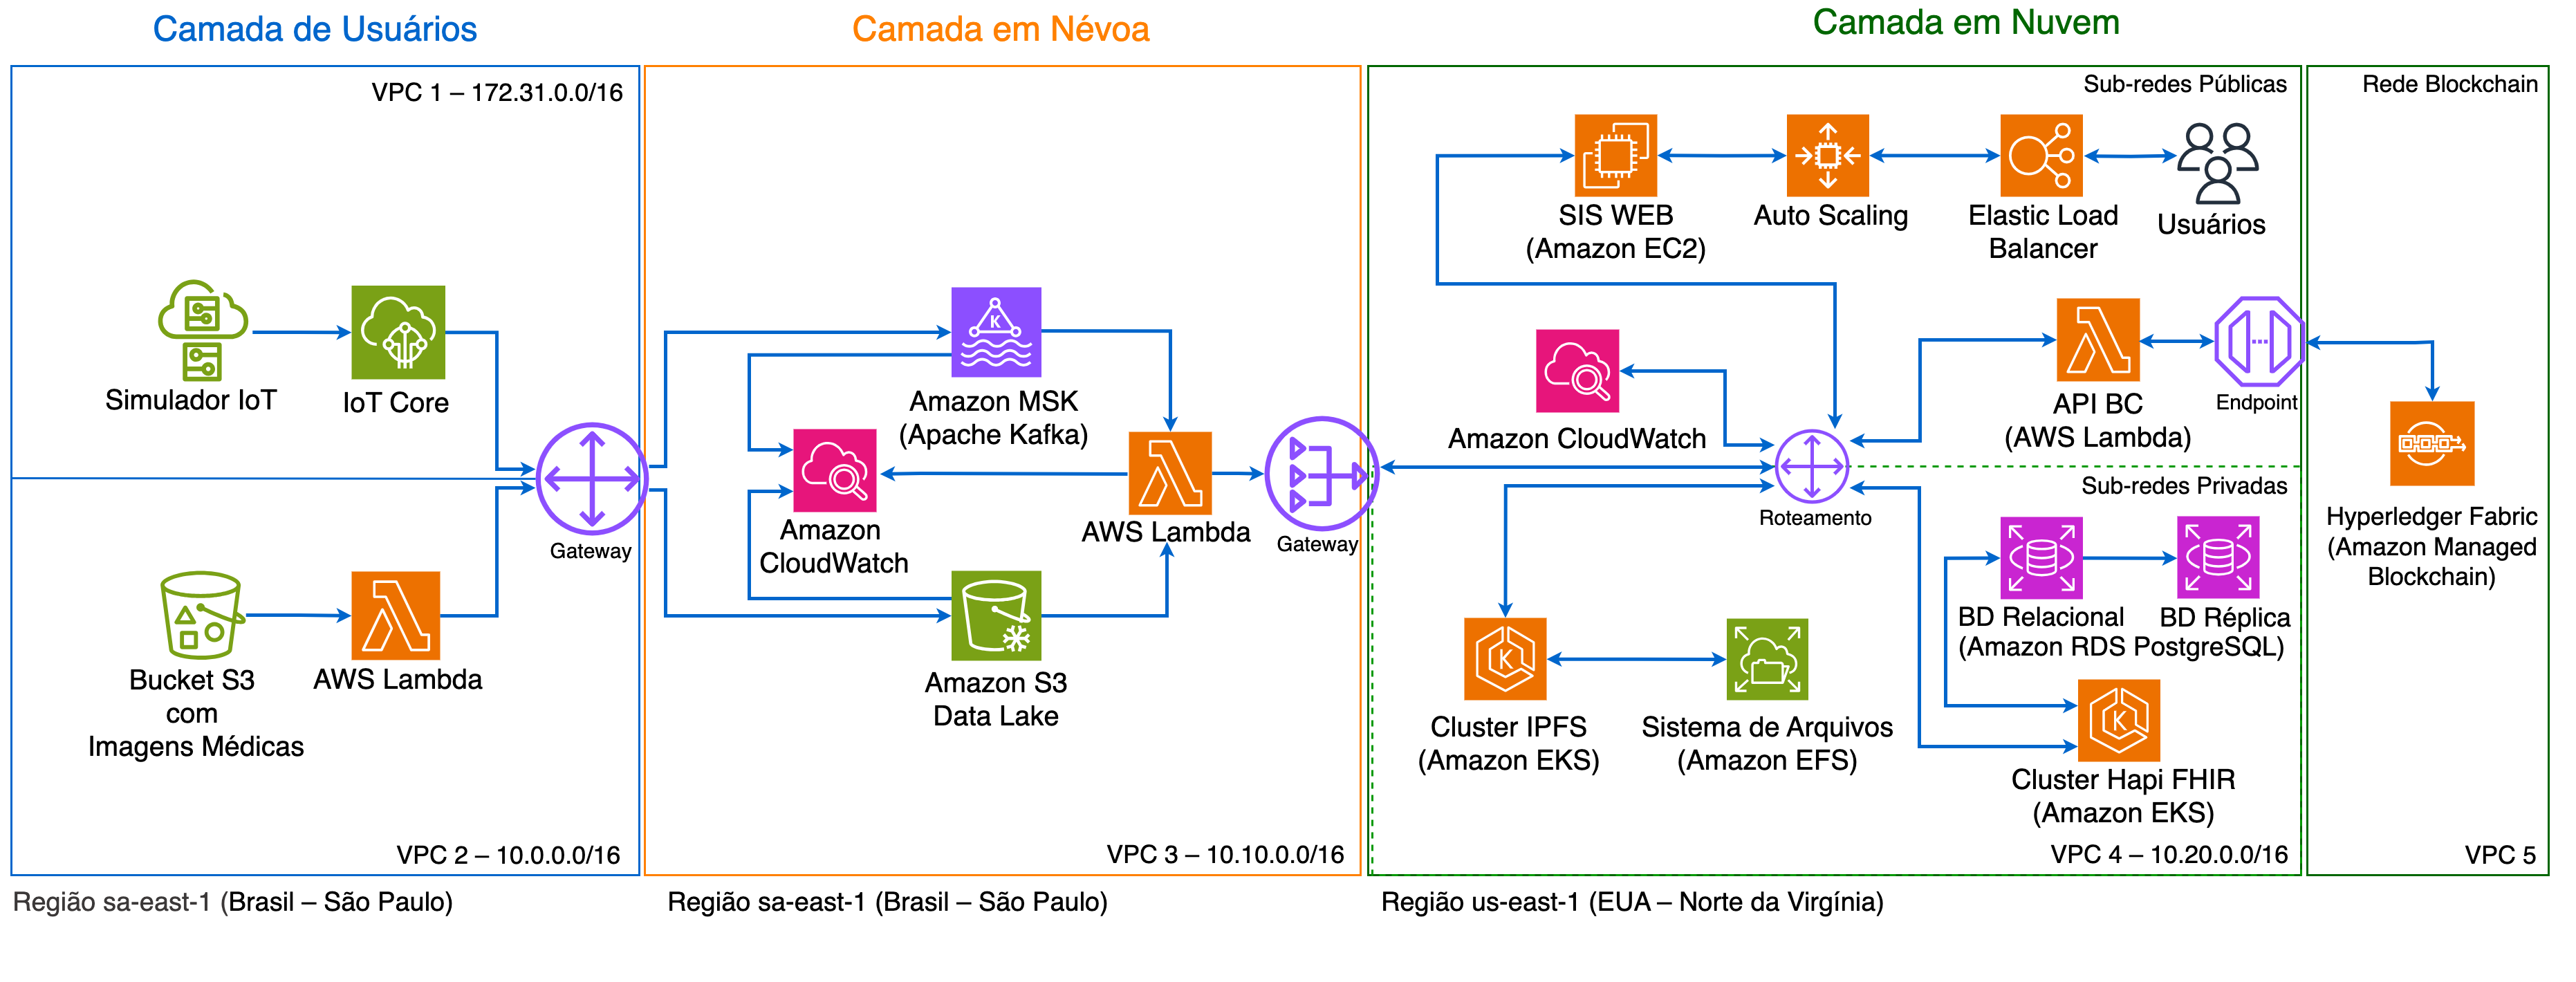 Camada de Usuários
VPC 1 – 172.31.0.0/16
Simulador IoT
IoT Core
Gateway
Bucket S3
com
Imagens Médicas
AWS Lambda
VPC 2 – 10.0.0.0/16
Região sa-east-1 (Brasil – São Paulo)
Camada em Névoa
K
Amazon MSK
(Apache Kafka)
Amazon
CloudWatch
AWS Lambda
Gateway
Amazon S3
Data Lake
VPC 3 – 10.10.0.0/16
Região sa-east-1 (Brasil – São Paulo)
Camada em Nuvem
Sub-redes Públicas
SIS WEB
(Amazon EC2)
Auto Scaling
Elastic Load
Balancer
Usuários
Amazon CloudWatch
API BC
(AWS Lambda)
Endpoint
Roteamento
Sub-redes Privadas
BD Relacional
BD Réplica
(Amazon RDS PostgreSQL)
K
Cluster IPFS
(Amazon EKS)
Sistema de Arquivos
(Amazon EFS)
K
Cluster Hapi FHIR
(Amazon EKS)
VPC 4 – 10.20.0.0/16
Região us-east-1 (EUA – Norte da Virgínia)
Rede Blockchain
Hyperledger Fabric
(Amazon Managed
Blockchain)
VPC 5